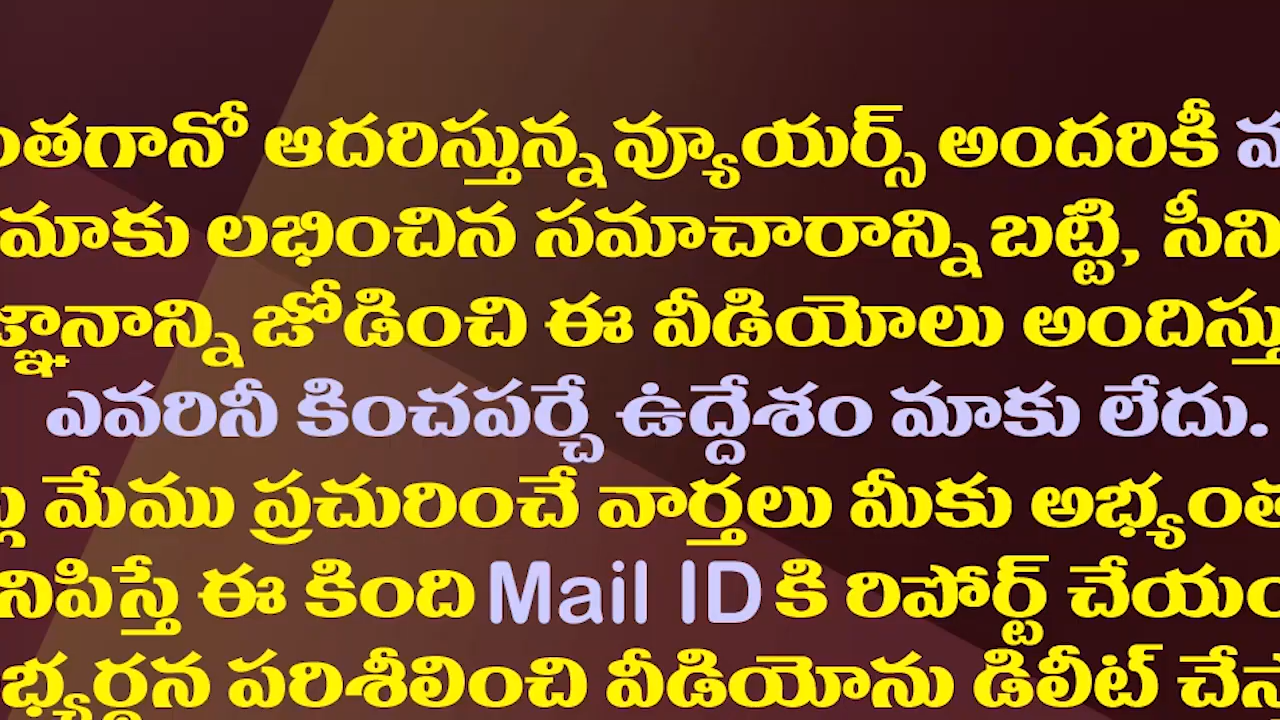 ంతగానో ఆదరిస్తున్న వ్యూయర్స్ అందరికీ
మాకు లభించిన సమాచారాన్ని బట్టి, సీని
జ్ఞానాన్ని జోడించి ఈ వీడియోలు అందిస్తు
ఎవరినీ కించపర్చే ఉద్దేశం మాకు లేదు.
మేము ప్రచురించే వార్తలు మీకు అభ్యంత
నిపిస్తే ఈ కింది Mail ID కి రిపోర్ట్ చేయం
భ్యర్థన పరిశీలించి వీడియోను డిలీట్ చేస